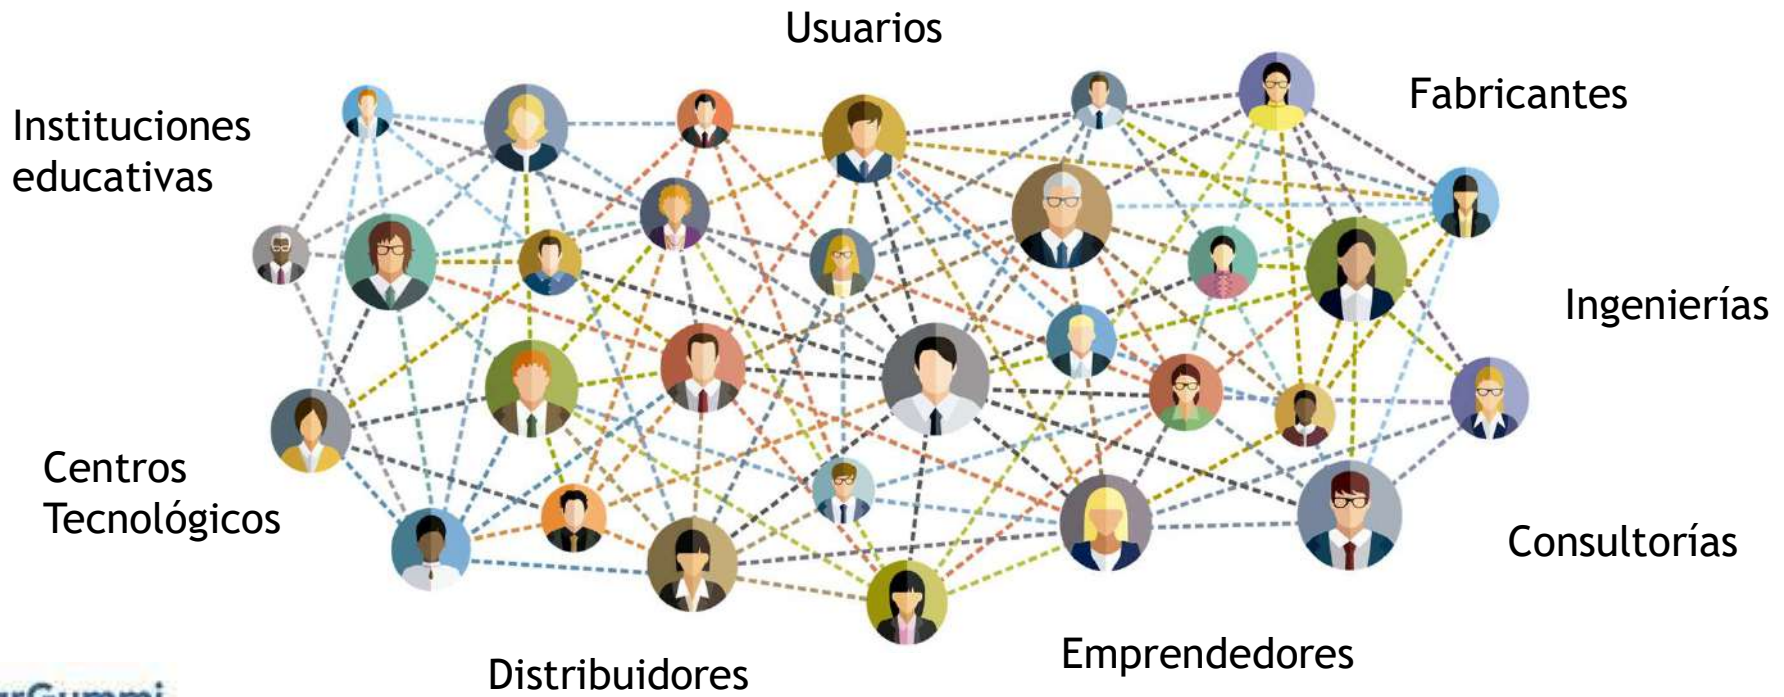 Usuarios
Fabricantes
Instituciones
educativas
Ingenierías
Centros
Tecnológicos
Consultorías
Emprendedores
Distribuidores